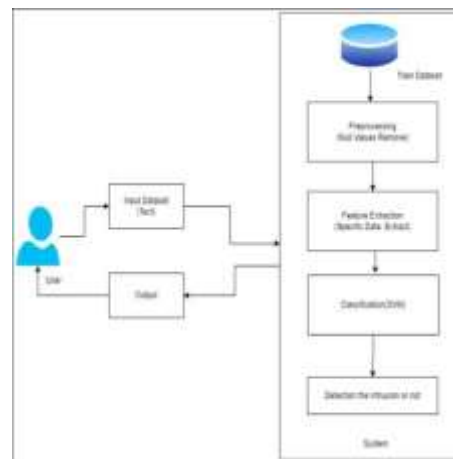 Train Dataset
Preprocessing
(Null Values Remove)
Input Dataset
(Text)
Feature Extraction
(Specific Data Extract)
User
Output
Classification(SVM)
Detection the intrusion or not
System